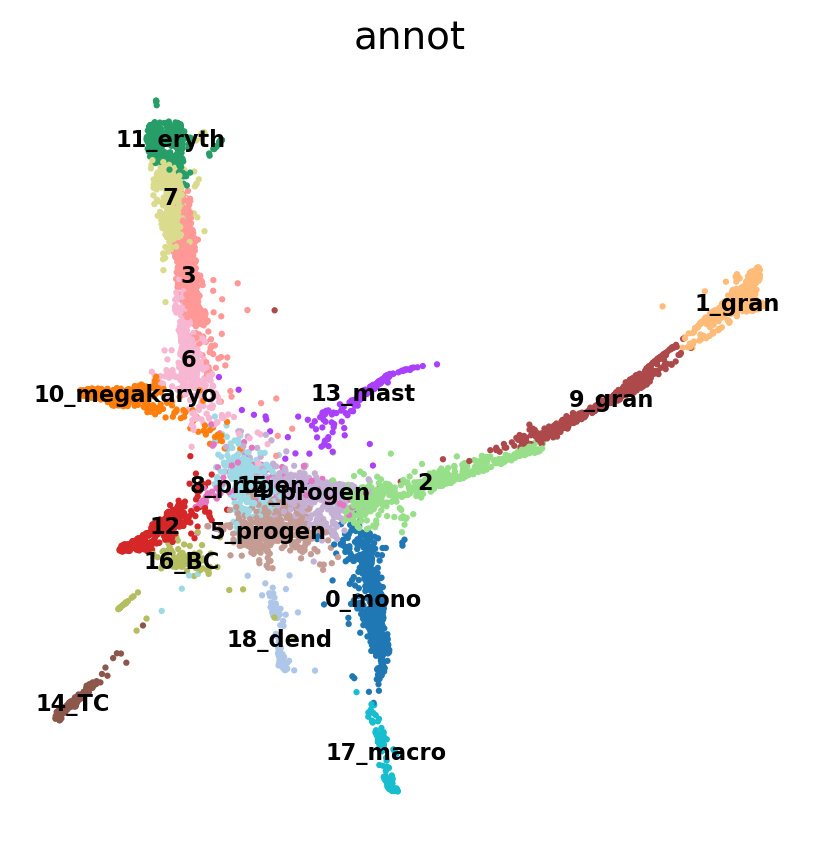 annot
11_eryth
7
3
1_gran
6
10_megakaryo
13_mast
9_gran
2
8_progen
15
4_progen
12
5_progen
16_BC
0_mono
18_dend
14_TC
17_macro